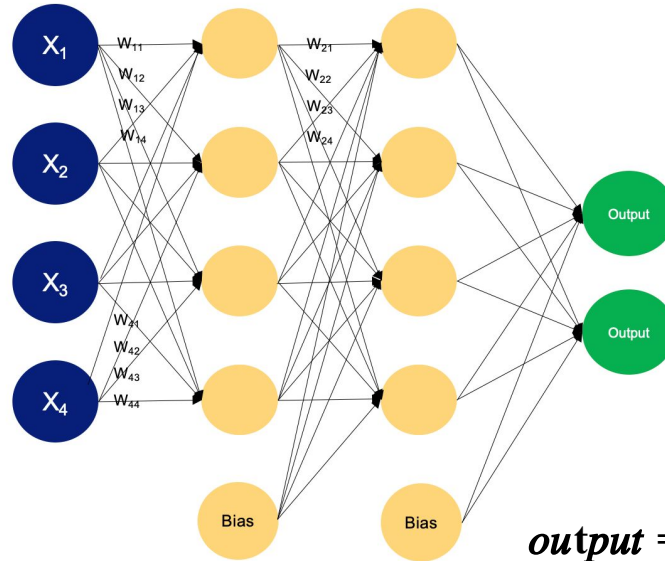 X₁
W₁₁
W₁₂
W₁₃
W₁₄
W₂₁
W₂₂
W₂₃
W₂₄
X₂
X₃
X₄
W₄₁
W₄₂
W₄₃
W₄₄
Output
Output
Bias
Bias
output =